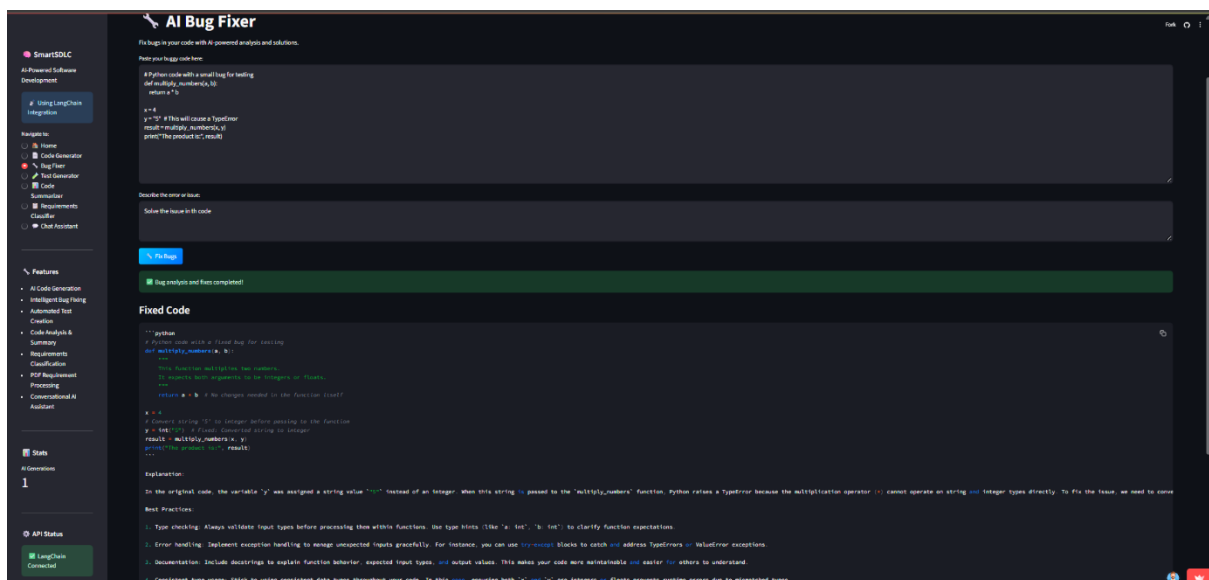 AI Bug Fixer
Fork
Fix bugs in your code with AI-powered analysis and solutions.
SmartSDLC
AI-Powered Software
Development
Using LangChain
Integration
Navigate to:
Home
Code Generator
Bug Fixer
Test Generator
Code
Summarizer
Requirements
Classifier
Chat Assistant
Features
• AI Code Generation
• Intelligent Bug Fixing
• Automated Test
Creation
• Code Analysis &
Summary
• Requirements
Classification
• PDF Requirement
Processing
• Conversational AI
Assistant
Stats
AI Generations
1
API Status
LangChain
Connected
Paste your buggy code here:
# Python code with a small bug for testing
def multiply_numbers(a, b):
return a * b
x = 4
y = "5" # This will cause a TypeError
result = multiply_numbers(x, y)
print("The product is:", result)
Describe the error or issue:
Solve the issue in th code
Fix Bugs
Bug analysis and fixes completed!
Fixed Code
```python
# Python code with a fixed bug for testing
def multiply_numbers(a, b):
"""
This function multiplies two numbers.
It expects both arguments to be integers or floats.
"""
return a * b # No changes needed in the function itself
x = 4
# Convert string "5" to integer before passing to the function
y = int("5") # Fixed: Converted string to integer
result = multiply_numbers(x, y)
print("The product is:", result)
```
Explanation:
In the original code, the variable `y` was assigned a string value `"5"` instead of an integer. When this string is passed to the `multiply_numbers` function, Python raises a TypeError because the multiplication operator (*) cannot operate on string and integer types directly. To fix the issue, we need to conve
Best Practices:
1. Type checking: Always validate input types before processing them within functions. Use type hints (like `a: int`, `b: int`) to clarify function expectations.
2. Error handling: Implement exception handling to manage unexpected inputs gracefully. For instance, you can use try-except blocks to catch and address TypeErrors or ValueError exceptions.
3. Documentation: Include docstrings to explain function behavior, expected input types, and output values. This makes your code more maintainable and easier for others to understand.